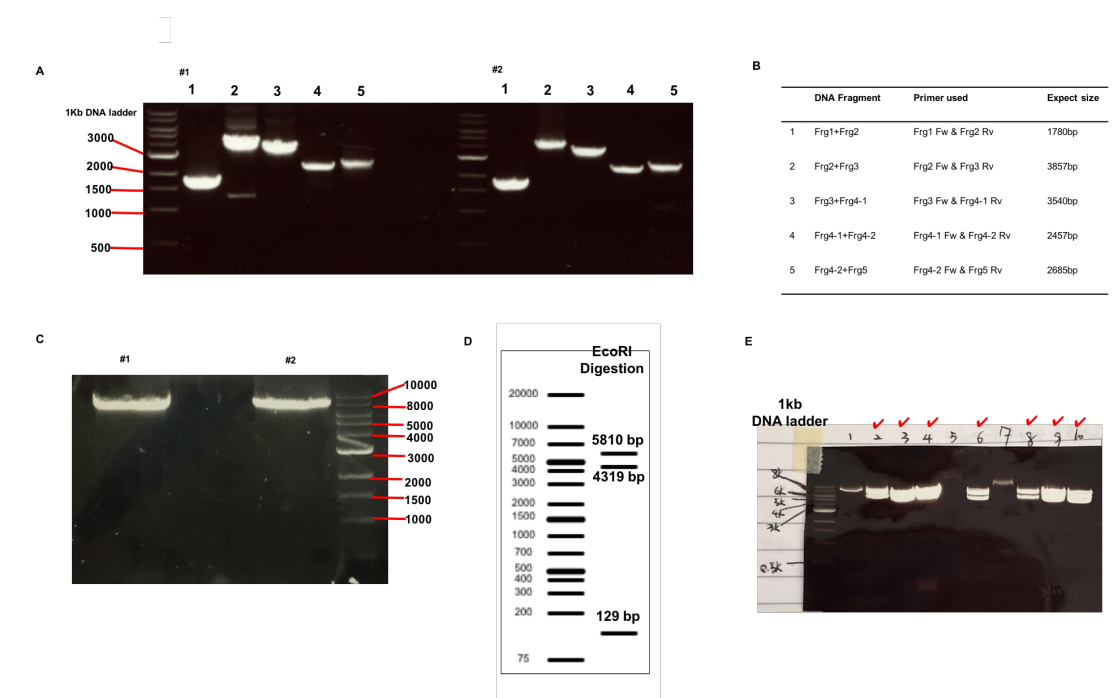 A
#1
1 2 3 4 5
#2
1 2 3 4 5
1Kb DNA ladder
3000
2000
1500
1000
500
B
DNA Fragment Primer used Expect size
1 Frg1+Frg2 Frg1 Fw & Frg2 Rv 1780bp
2 Frg2+Frg3 Frg2 Fw & Frg3 Rv 3857bp
3 Frg3+Frg4-1 Frg3 Fw & Frg4-1 Rv 3540bp
4 Frg4-1+Frg4-2 Frg4-1 Fw & Frg4-2 Rv 2457bp
5 Frg4-2+Frg5 Frg4-2 Fw & Frg5 Rv 2685bp
C
#1 #2
10000
8000
5000
4000
3000
2000
1500
1000
D
EcoRI
Digestion
20000
10000
7000
5000
4000
3000
2000
1500
1000
700
500
400
300
200
75
5810 bp
4319 bp
129 bp
E
1kb
DNA ladder
1 2 3 4 5 6 7 8 9 10
8k
6k
5k
4k
3k
0.5k